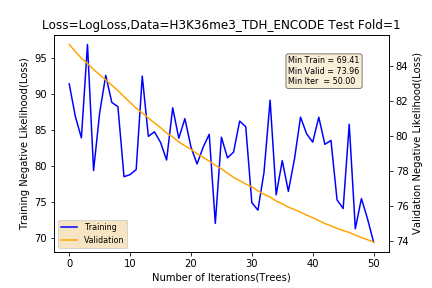 Loss=LogLoss,Data=H3K36me3_TDH_ENCODE Test Fold=1
Training Negative Likelihood(Loss)
95
90
85
80
75
70
Min Train = 69.41
Min Valid = 73.96
Min Iter = 50.00
Training
Validation
84
82
80
78
76
74
Validation Negative Likelihood(Loss)
0 10 20 30 40 50
Number of Iterations(Trees)